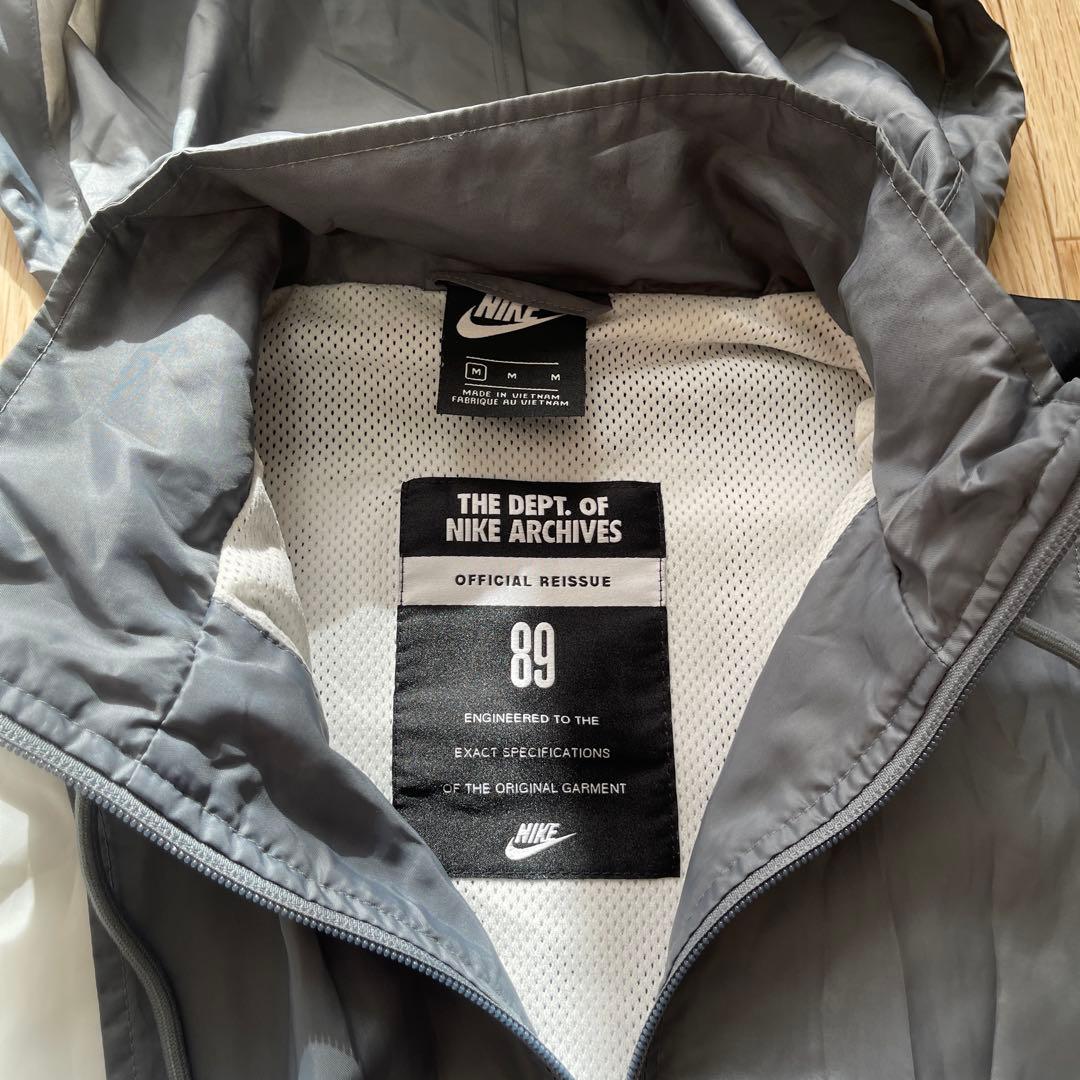 NIKE
M M M
MADE IN VIETNAM
FABRIQUE AU VIETNAM
THE DEPT. OF
NIKE ARCHIVES
OFFICIAL REISSUE
89
ENGINEERED TO THE
EXACT SPECIFICATIONS
OF THE ORIGINAL GARMENT
NIKE